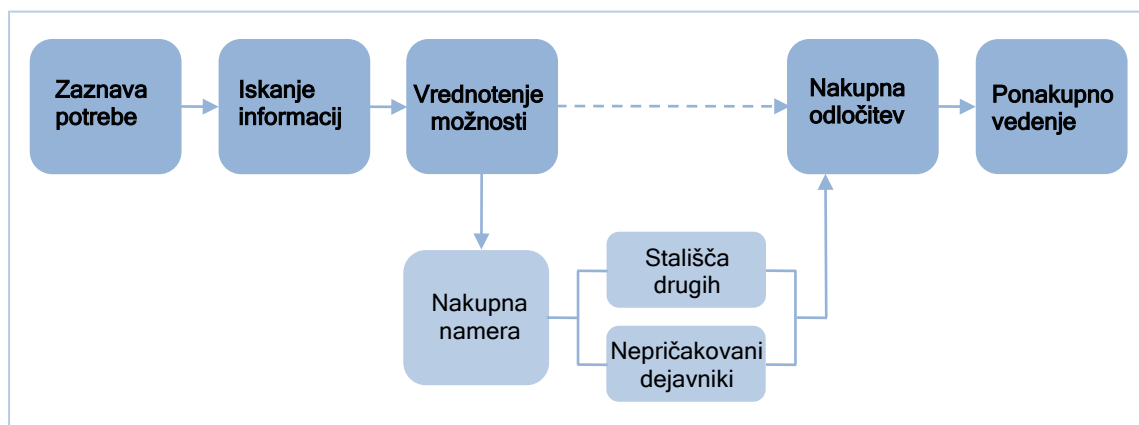 Zaznava
potrebe
Iskanje
informacij
Vrednotenje
možnosti
Nakupna
odločitev
Ponakupno
vedenje
Nakupna
namera
Stališča
drugih
Nepričakovani
dejavniki